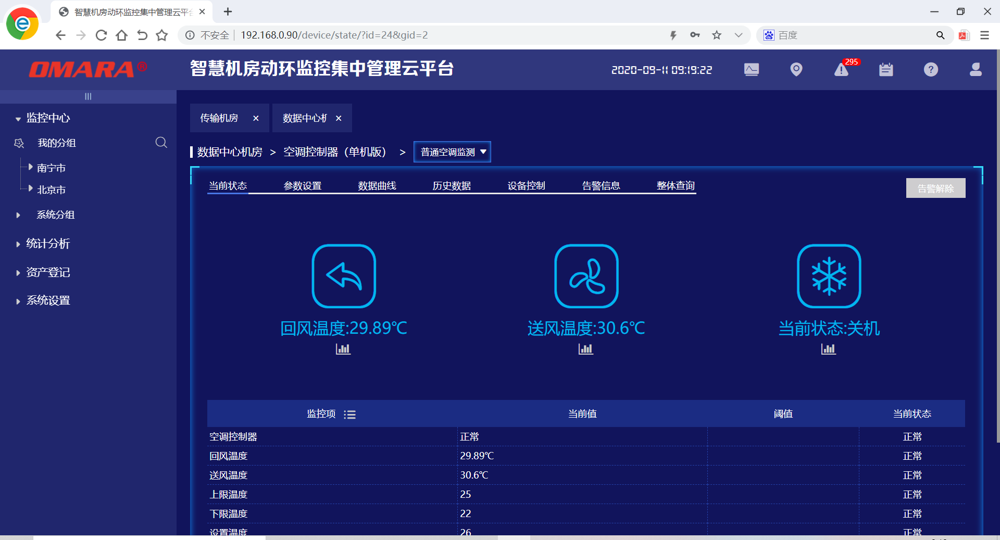 智慧机房动环监控集中管理云平台
不安全 192.168.0.90/device/state/?id=24&gid=2
百度
OMARA®
智慧机房动环监控集中管理云平台
2020-09-11 09:19:22
295
监控中心
我的分组
南宁市
北京市
系统分组
统计分析
资产登记
系统设置
传输机房 ×
数据中心机 ×
数据中心机房 > 空调控制器（单机版） > 普通空调监测
当前状态 参数设置 数据曲线 历史数据 设备控制 告警信息 整体查询
告警解除
回风温度:29.89℃
送风温度:30.6℃
当前状态:关机
监控项 当前值 阈值 当前状态
空调控制器 正常 正常
回风温度 29.89℃ 正常
送风温度 30.6℃ 正常
上限温度 25 正常
下限温度 22 正常
设置温度 26 正常